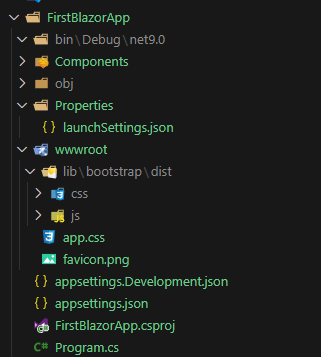 FirstBlazorApp
bin\Debug\net9.0
Components
obj
Properties
{ } launchSettings.json
wwwroot
lib\bootstrap\dist
css
JS js
app.css
favicon.png
{ } appsettings.Development.json
{ } appsettings.json
FirstBlazorApp.csproj
C# Program.cs